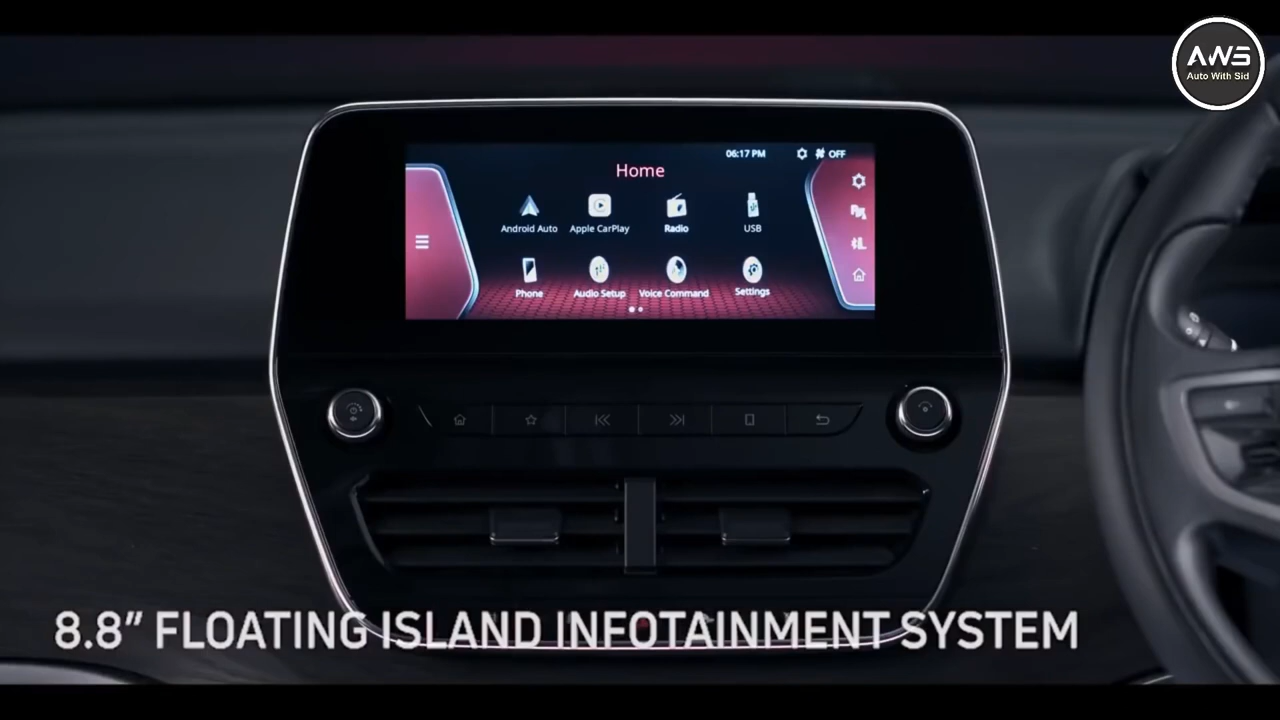 AWS
Auto With Sid
06:17 PM
OFF
Home
Android Auto
Apple CarPlay
Radio
USB
Phone
Audio Setup
Voice Command
Settings
8.8” FLOATING ISLAND INFOTAINMENT SYSTEM